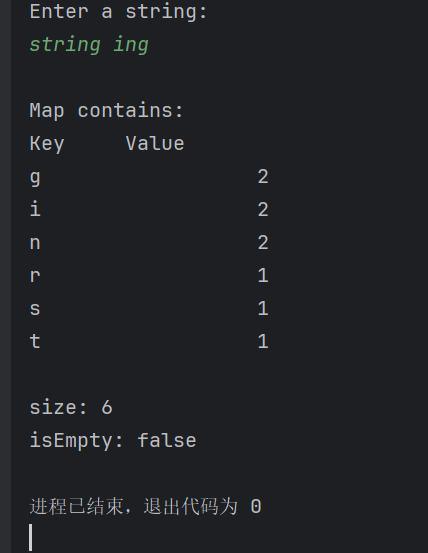 Enter a string:
string ing
Map contains:
Key Value
g 2
i 2
n 2
r 1
s 1
t 1
size: 6
isEmpty: false
进程已结束，退出代码为 0